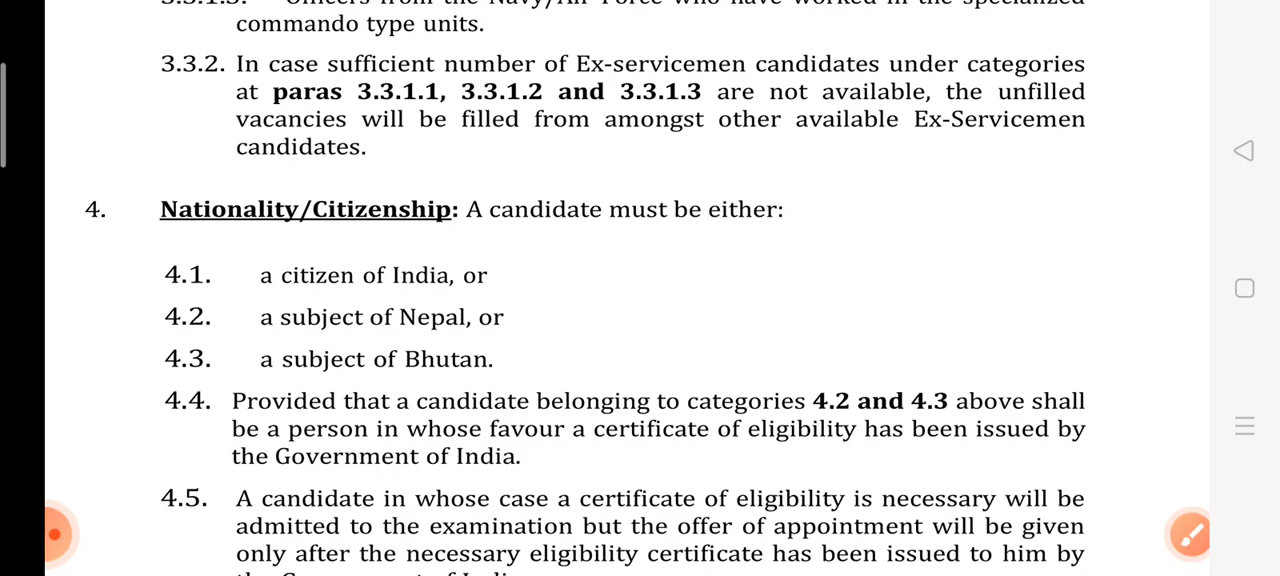 commando type units.
3.3.2. In case sufficient number of Ex-servicemen candidates under categories
at paras 3.3.1.1, 3.3.1.2 and 3.3.1.3 are not available, the unfilled
vacancies will be filled from amongst other available Ex-Servicemen
candidates.
4. Nationality/Citizenship: A candidate must be either:
4.1. a citizen of India, or
4.2. a subject of Nepal, or
4.3. a subject of Bhutan.
4.4. Provided that a candidate belonging to categories 4.2 and 4.3 above shall
be a person in whose favour a certificate of eligibility has been issued by
the Government of India.
4.5. A candidate in whose case a certificate of eligibility is necessary will be
admitted to the examination but the offer of appointment will be given
only after the necessary eligibility certificate has been issued to him by